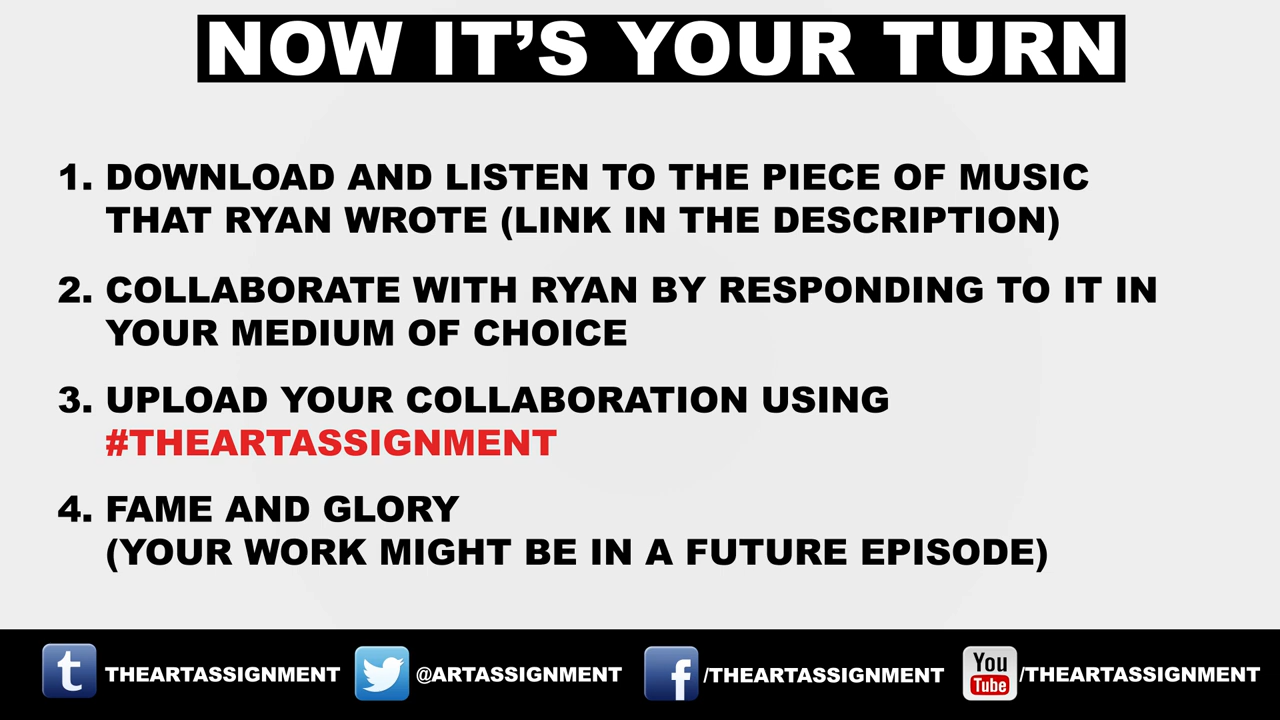 NOW IT’S YOUR TURN
1. DOWNLOAD AND LISTEN TO THE PIECE OF MUSIC
THAT RYAN WROTE (LINK IN THE DESCRIPTION)
2. COLLABORATE WITH RYAN BY RESPONDING TO IT IN
YOUR MEDIUM OF CHOICE
3. UPLOAD YOUR COLLABORATION USING
#THEARTASSIGNMENT
4. FAME AND GLORY
(YOUR WORK MIGHT BE IN A FUTURE EPISODE)
t THEARTASSIGNMENT @ARTASSIGNMENT f /THEARTASSIGNMENT You Tube /THEARTASSIGNMENT